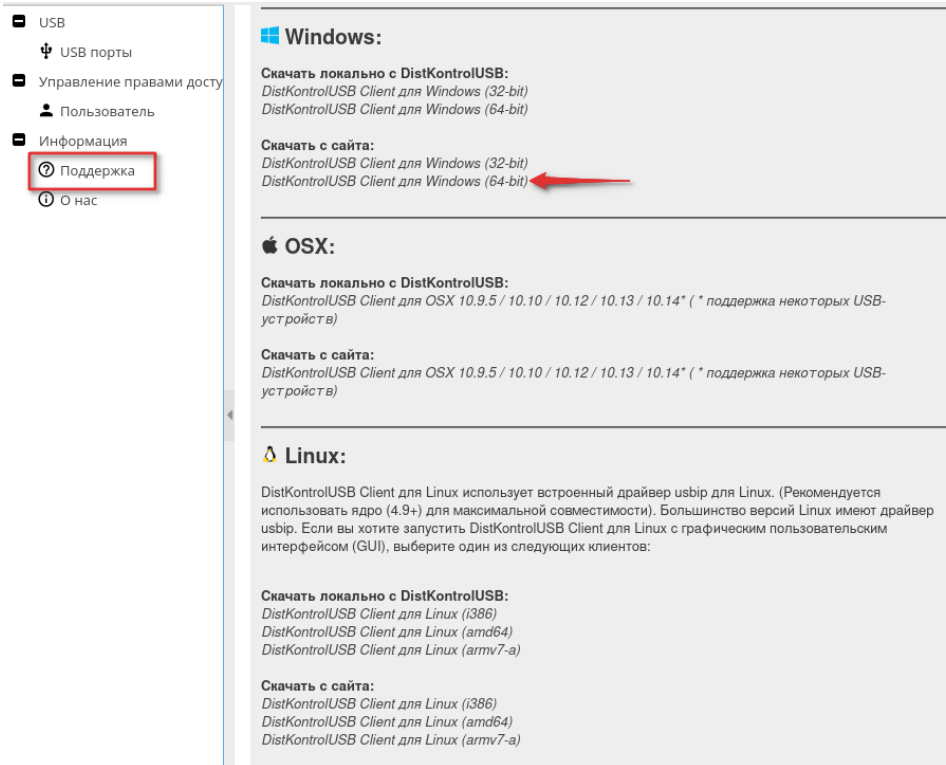 USB
USB порты
Управление правами досту
Пользователь
Информация
Поддержка
О нас
Windows:
Скачать локально с DistKontrolUSB:
DistKontrolUSB Client для Windows (32-bit)
DistKontrolUSB Client для Windows (64-bit)
Скачать с сайта:
DistKontrolUSB Client для Windows (32-bit)
DistKontrolUSB Client для Windows (64-bit)
OSX:
Скачать локально с DistKontrolUSB:
DistKontrolUSB Client для OSX 10.9.5 / 10.10 / 10.12 / 10.13 / 10.14* ( * поддержка некоторых USB-
устройств)
Скачать с сайта:
DistKontrolUSB Client для OSX 10.9.5 / 10.10 / 10.12 / 10.13 / 10.14* ( * поддержка некоторых USB-
устройств)
Linux:
DistKontrolUSB Client для Linux использует встроенный драйвер usbip для Linux. (Рекомендуется
использовать ядро (4.9+) для максимальной совместимости). Большинство версий Linux имеют драйвер
usbip. Если вы хотите запустить DistKontrolUSB Client для Linux с графическим пользовательским
интерфейсом (GUI), выберите один из следующих клиентов:
Скачать локально с DistKontrolUSB:
DistKontrolUSB Client для Linux (i386)
DistKontrolUSB Client для Linux (amd64)
DistKontrolUSB Client для Linux (armv7-a)
Скачать с сайта:
DistKontrolUSB Client для Linux (i386)
DistKontrolUSB Client для Linux (amd64)
DistKontrolUSB Client для Linux (armv7-a)